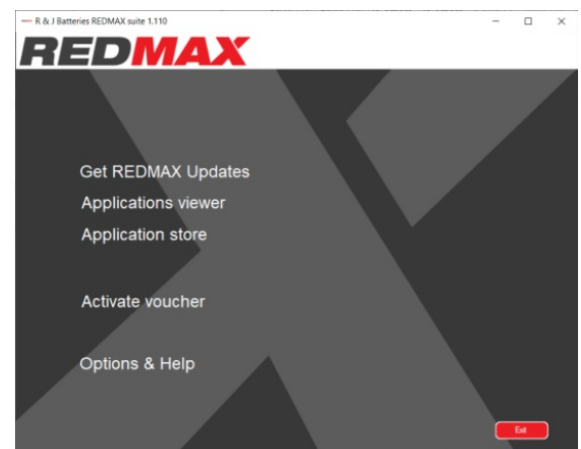 R & J Batteries REDMAX suite 1.110
REDMAX
Get REDMAX Updates
Applications viewer
Application store
Activate voucher
Options & Help
Exit